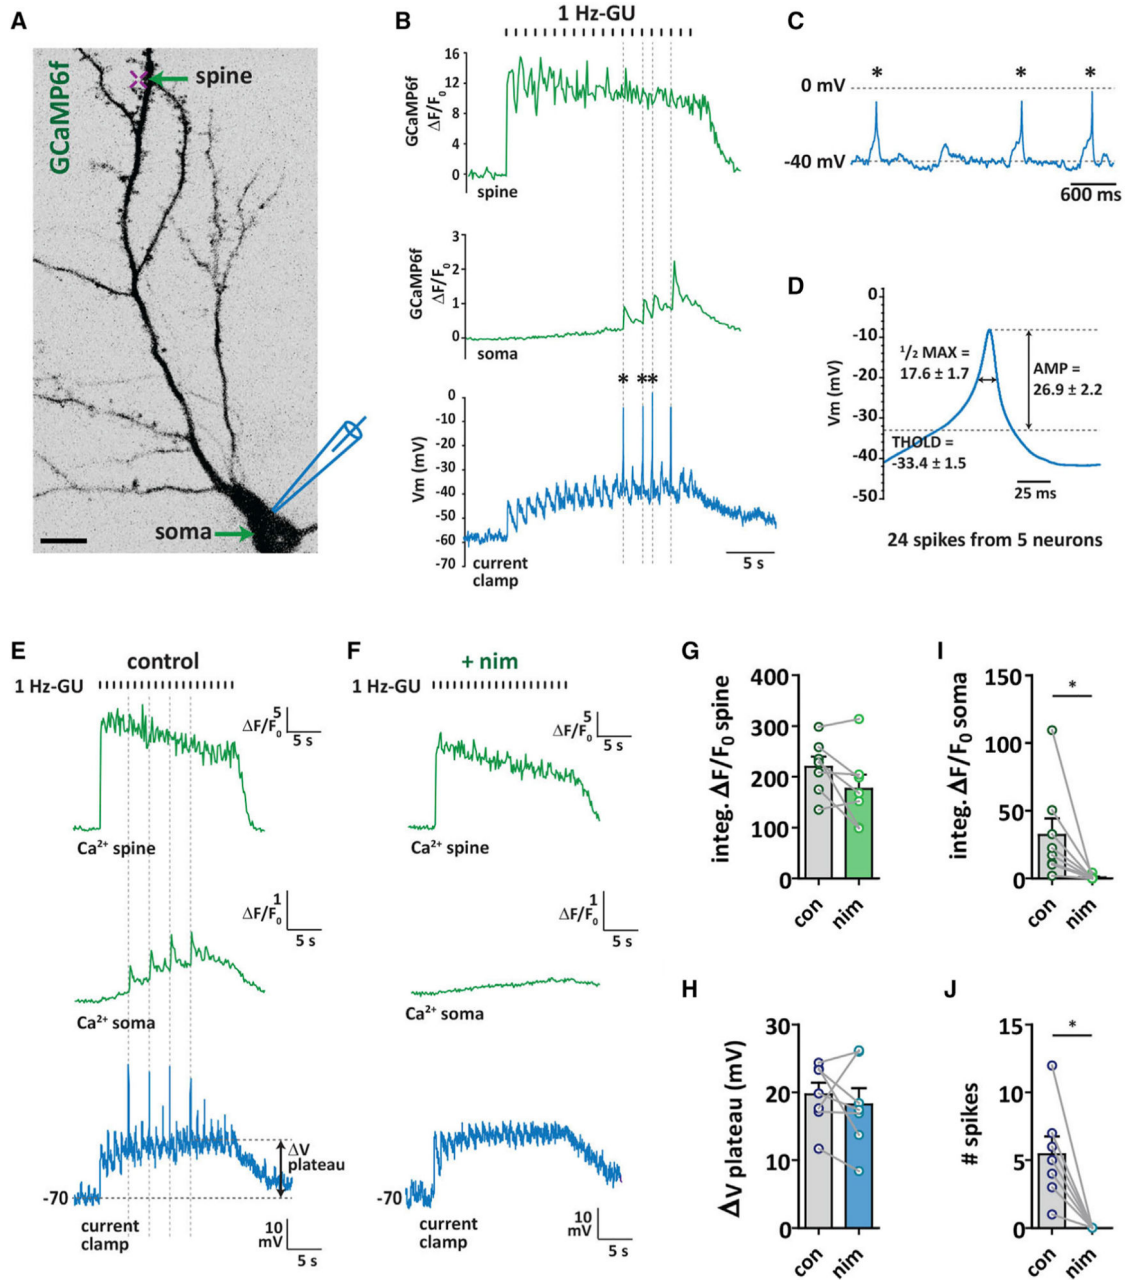 A
GCaMP6f
spine
soma
B
1 Hz-GU
GCaMP6f
ΔF/F₀
16
12
8
4
0
spine
GCaMP6f
ΔF/F₀
3
2
1
0
soma
* **
Vm (mV)
0
-10
-20
-30
-40
-50
-60
-70
current
clamp
5 s
C
* * *
0 mV
-40 mV
600 ms
D
Vm (mV)
0
-10
-20
-30
-40
-50
½ MAX =
17.6 ± 1.7
AMP =
26.9 ± 2.2
THOLD =
-33.4 ± 1.5
25 ms
24 spikes from 5 neurons
E
control
1 Hz-GU
5
ΔF/F₀
5 s
Ca²⁺ spine
1
ΔF/F₀
5 s
Ca²⁺ soma
ΔV
plateau
-70
current
clamp
10
mV
5 s
F
+ nim
1 Hz-GU
5
ΔF/F₀
5 s
Ca²⁺ spine
1
ΔF/F₀
5 s
Ca²⁺ soma
-70
current
clamp
10
mV
5 s
G
integ. ΔF/F₀ spine
400
300
200
100
0
con
nim
I
integ. ΔF/F₀ soma
150
100
50
0
*
con
nim
H
ΔV plateau (mV)
30
20
10
0
con
nim
J
# spikes
15
10
5
0
*
con
nim